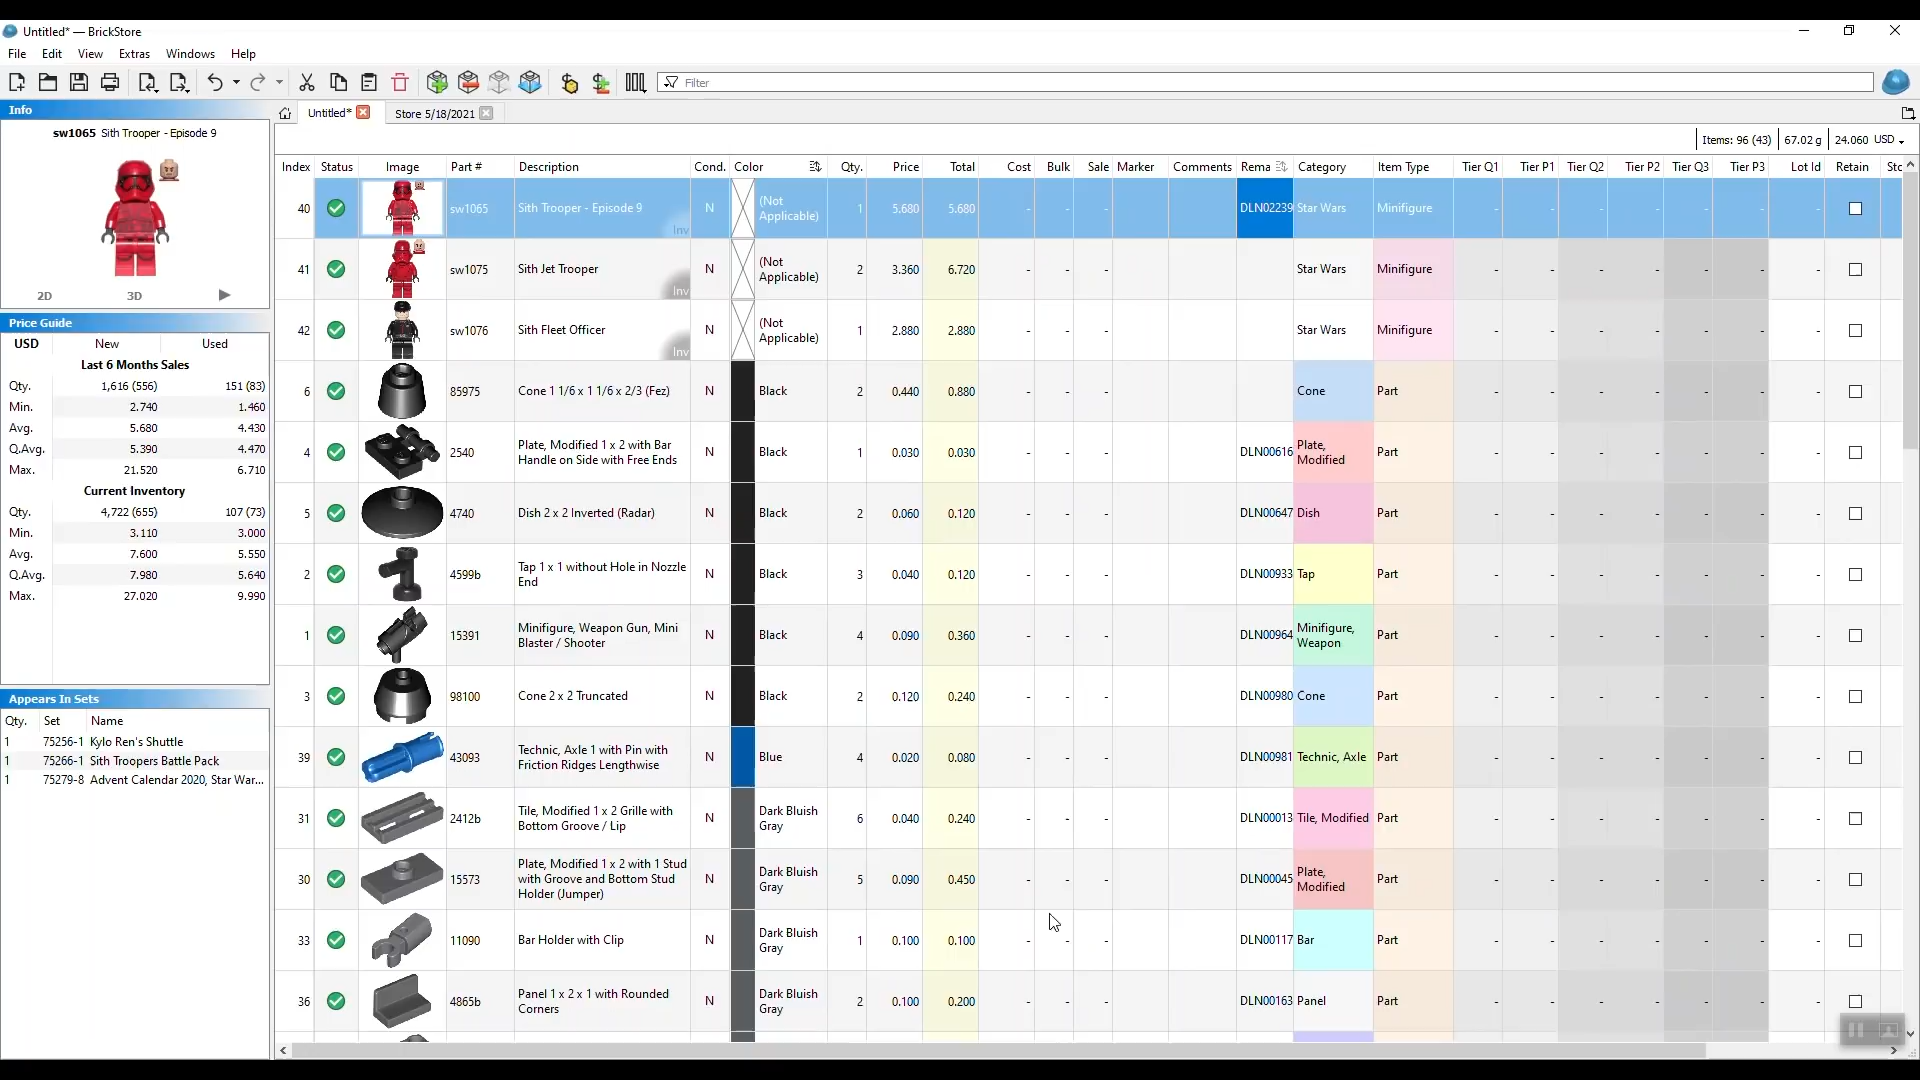 Untitled* — BrickStore
File Edit View Extras Windows Help
Filter
Info
Untitled* Store 5/18/2021
sw1065 Sith Trooper - Episode 9
Items: 96 (43) 67.02 g 24.060 USD
2D 3D
Price Guide
USD New Used
Last 6 Months Sales
Qty. 1,616 (556) 151 (83)
Min. 2.740 1.460
Avg. 5.680 4.430
Q.Avg. 5.390 4.470
Max. 21.520 6.710
Current Inventory
Qty. 4,722 (655) 107 (73)
Min. 3.110 3.000
Avg. 7.600 5.550
Q.Avg. 7.980 5.640
Max. 27.020 9.990
Appears In Sets
Qty. Set Name
1 75256-1 Kylo Ren's Shuttle
1 75266-1 Sith Troopers Battle Pack
1 75279-8 Advent Calendar 2020, Star War...
Index Status Image Part # Description Cond. Color Qty. Price Total Cost Bulk Sale Marker Comments Rema Category Item Type Tier Q1 Tier P1 Tier Q2 Tier P2 Tier Q3 Tier P3 Lot Id Retain Stc
40 sw1065 Sith Trooper - Episode 9 Inv N (Not
Applicable) 1 5.680 5.680 - - - DLN02239 Star Wars Minifigure - - - - - - -
41 sw1075 Sith Jet Trooper Inv N (Not
Applicable) 2 3.360 6.720 - - - Star Wars Minifigure - - - - - - -
42 sw1076 Sith Fleet Officer Inv N (Not
Applicable) 1 2.880 2.880 - - - Star Wars Minifigure - - - - - - -
6 85975 Cone 1 1/6 x 1 1/6 x 2/3 (Fez) N Black 2 0.440 0.880 - - - Cone Part - - - - - - -
4 2540 Plate, Modified 1 x 2 with Bar
Handle on Side with Free Ends N Black 1 0.030 0.030 - - - DLN00616 Plate,
Modified Part - - - - - - -
5 4740 Dish 2 x 2 Inverted (Radar) N Black 2 0.060 0.120 - - - DLN00647 Dish Part - - - - - - -
2 4599b Tap 1 x 1 without Hole in Nozzle
End N Black 3 0.040 0.120 - - - DLN00933 Tap Part - - - - - - -
1 15391 Minifigure, Weapon Gun, Mini
Blaster / Shooter N Black 4 0.090 0.360 - - - DLN00964 Minifigure,
Weapon Part - - - - - - -
3 98100 Cone 2 x 2 Truncated N Black 2 0.120 0.240 - - - DLN00980 Cone Part - - - - - - -
39 43093 Technic, Axle 1 with Pin with
Friction Ridges Lengthwise N Blue 4 0.020 0.080 - - - DLN00981 Technic, Axle Part - - - - - - -
31 2412b Tile, Modified 1 x 2 Grille with
Bottom Groove / Lip N Dark Bluish
Gray 6 0.040 0.240 - - - DLN00013 Tile, Modified Part - - - - - - -
30 15573 Plate, Modified 1 x 2 with 1 Stud
with Groove and Bottom Stud
Holder (Jumper) N Dark Bluish
Gray 5 0.090 0.450 - - - DLN00045 Plate,
Modified Part - - - - - - -
33 11090 Bar Holder with Clip N Dark Bluish
Gray 1 0.100 0.100 - - - DLN00117 Bar Part - - - - - - -
36 4865b Panel 1 x 2 x 1 with Rounded
Corners N Dark Bluish
Gray 2 0.100 0.200 - - - DLN00163 Panel Part - - - - - - -